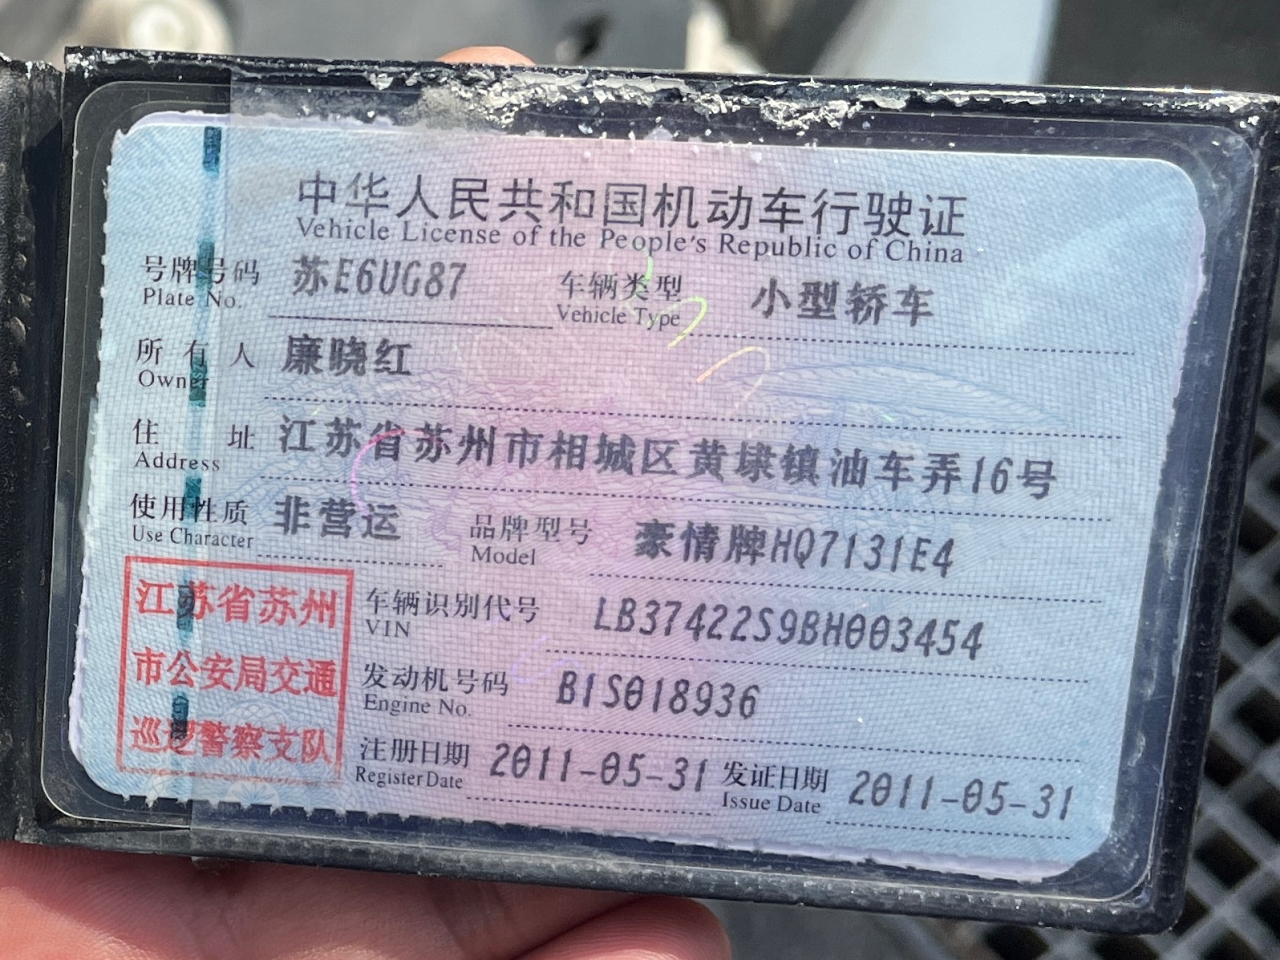 中华人民共和国机动车行驶证
Vehicle License of the People's Republic of China
号牌号码 苏E6UG87 车辆类型 小型轿车
Plate No. Vehicle Type
所有人 廉晓红
Owner
住址 江苏省苏州市相城区黄埭镇油车弄16号
Address
使用性质 非营运 品牌型号 豪情牌HQ7131E4
Use Character Model
江苏省苏州
市公安局交通
巡逻警察支队
车辆识别代号 LB37422S9BH003454
VIN
发动机号码 B1S018936
Engine No.
注册日期 2011-05-31 发证日期 2011-05-31
Register Date Issue Date